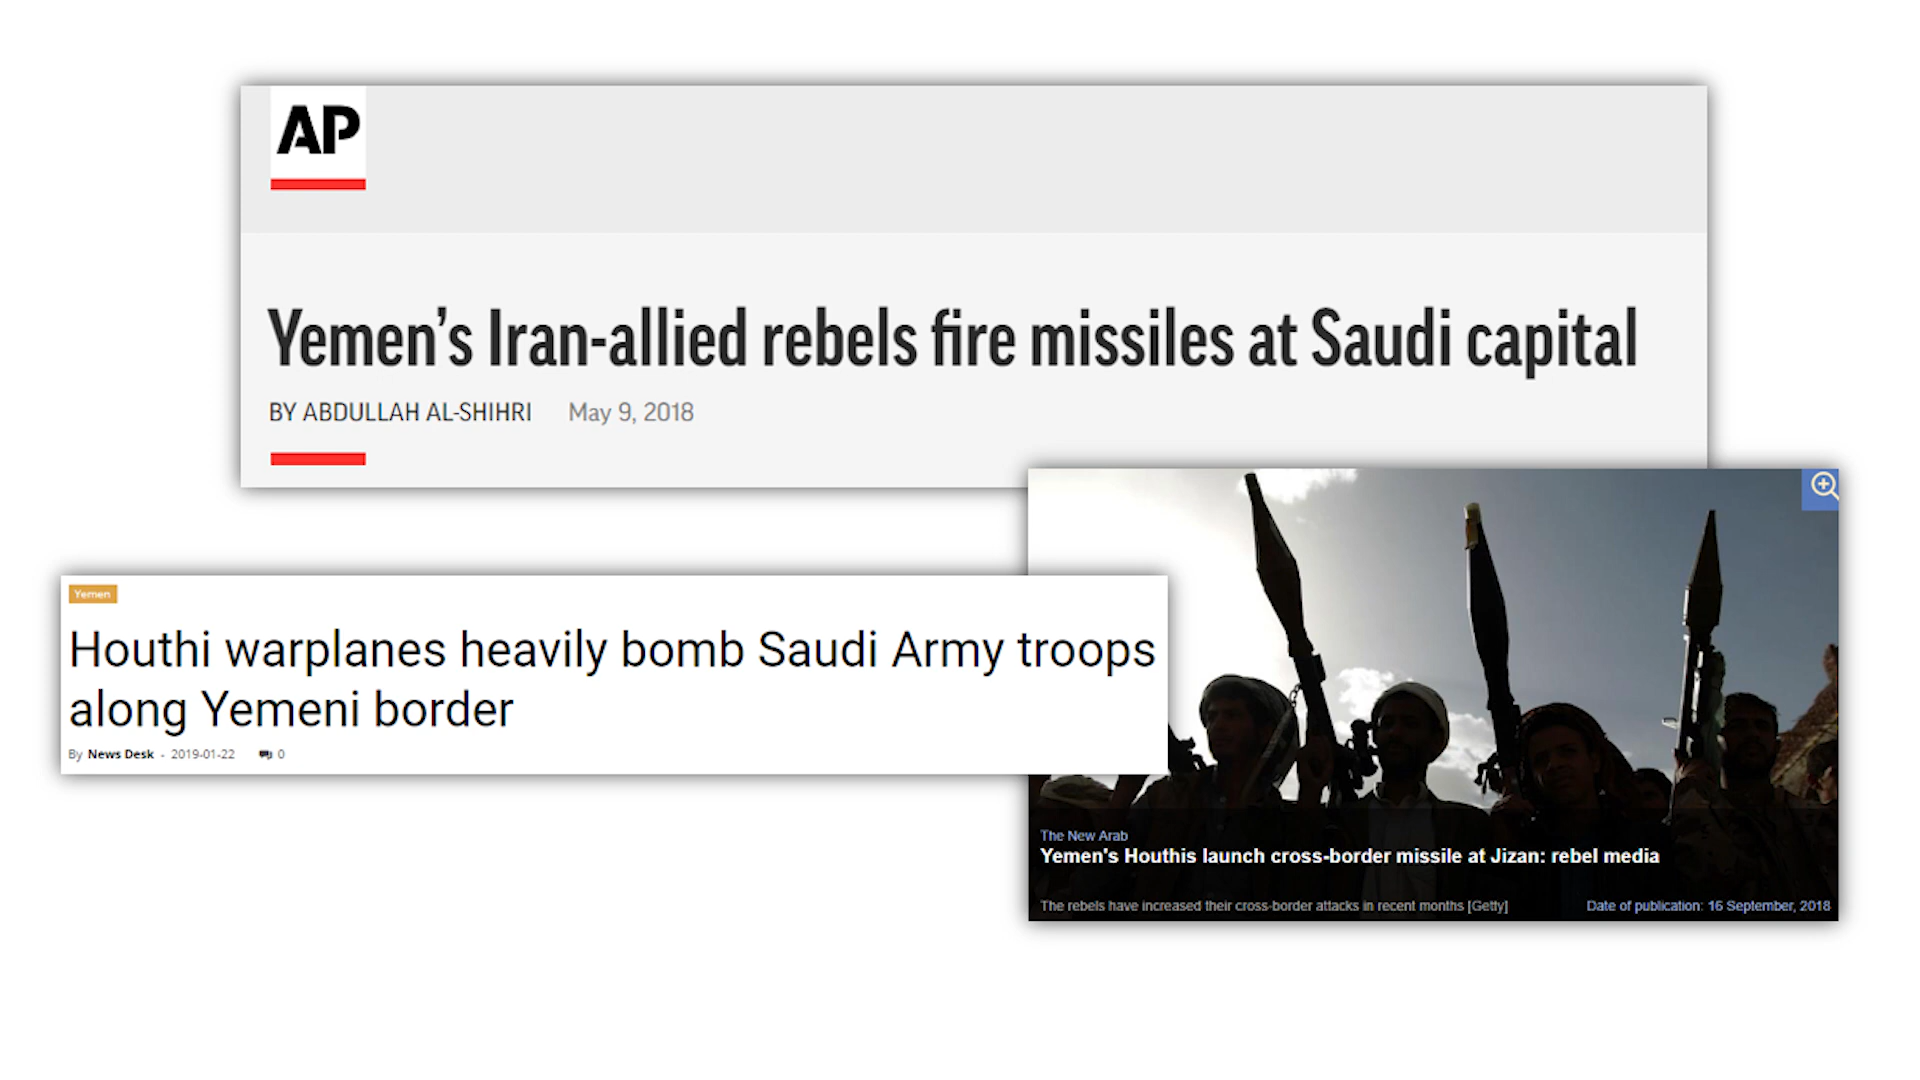 AP
Yemen’s Iran-allied rebels fire missiles at Saudi capital
BY ABDULLAH AL-SHIHRI May 9, 2018
Yemen
Houthi warplanes heavily bomb Saudi Army troops
along Yemeni border
By News Desk - 2019-01-22 0
The New Arab
Yemen's Houthis launch cross-border missile at Jizan: rebel media
The rebels have increased their cross-border attacks in recent months [Getty] Date of publication: 16 September, 2018